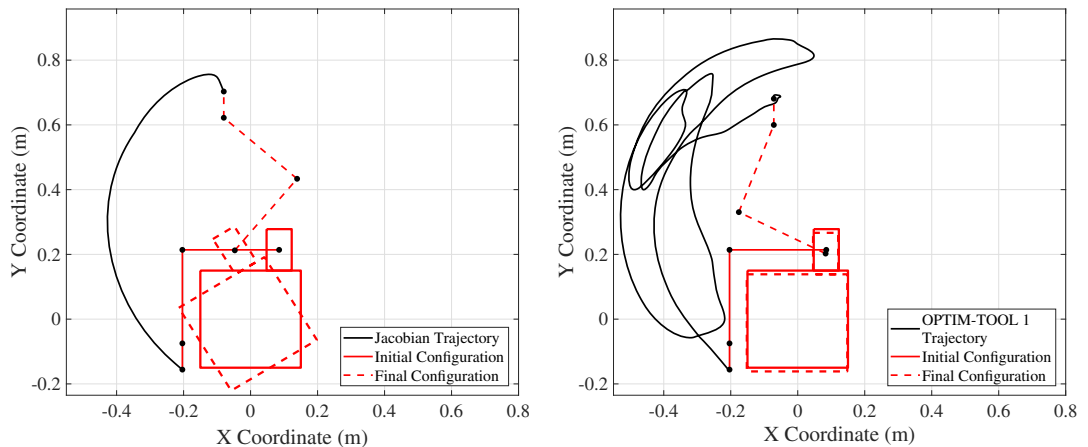 0.8
0.6
0.4
0.2
0
-0.2
Y Coordinate (m)
-0.4 -0.2 0 0.2 0.4 0.6 0.8
X Coordinate (m)
Jacobian Trajectory
Initial Configuration
Final Configuration
0.8
0.6
0.4
0.2
0
-0.2
Y Coordinate (m)
-0.4 -0.2 0 0.2 0.4 0.6 0.8
X Coordinate (m)
OPTIM-TOOL 1
Trajectory
Initial Configuration
Final Configuration